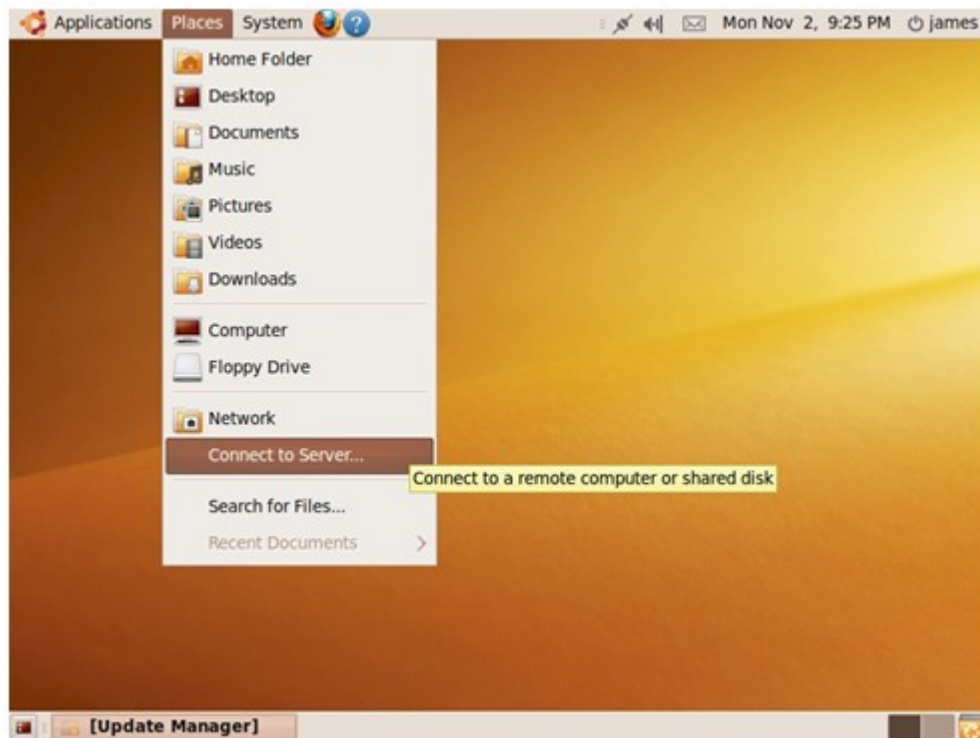 Applications Places System Mon Nov 2, 9:25 PM james
Home Folder
Desktop
Documents
Music
Pictures
Videos
Downloads
Computer
Floppy Drive
Network
Connect to Server...
Connect to a remote computer or shared disk
Search for Files...
Recent Documents
[Update Manager]